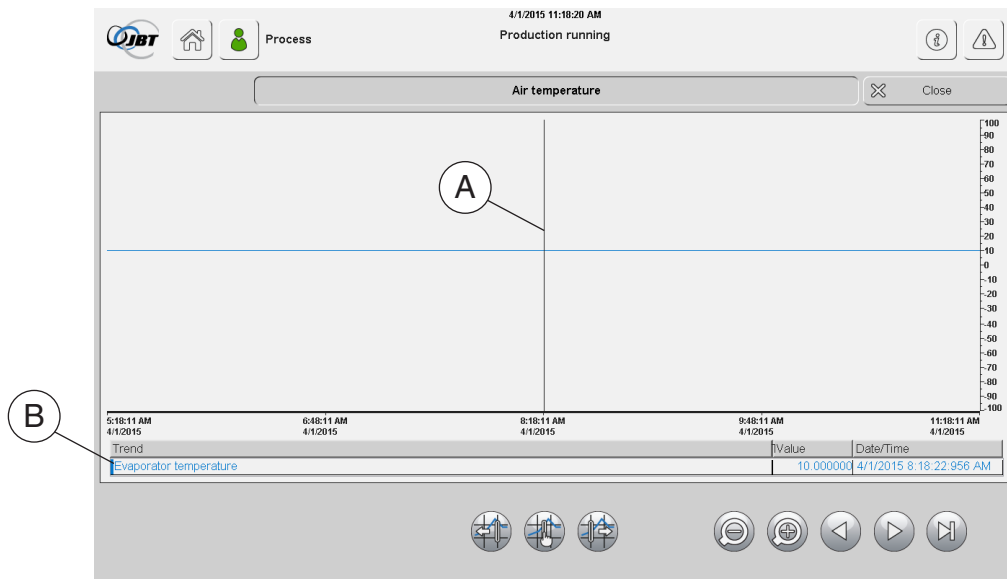 4/1/2015 11:18:20 AM
JBT
Process
Production running
Air temperature
Close
A
100
90
80
70
60
50
40
30
20
10
0
-10
-20
-30
-40
-50
-60
-70
-80
-90
-100
B
5:18:11 AM 6:48:11 AM 8:18:11 AM 9:48:11 AM 11:18:11 AM
4/1/2015 4/1/2015 4/1/2015 4/1/2015 4/1/2015
Trend Value Date/Time
Evaporator temperature 10.000000 4/1/2015 8:18:22:956 AM